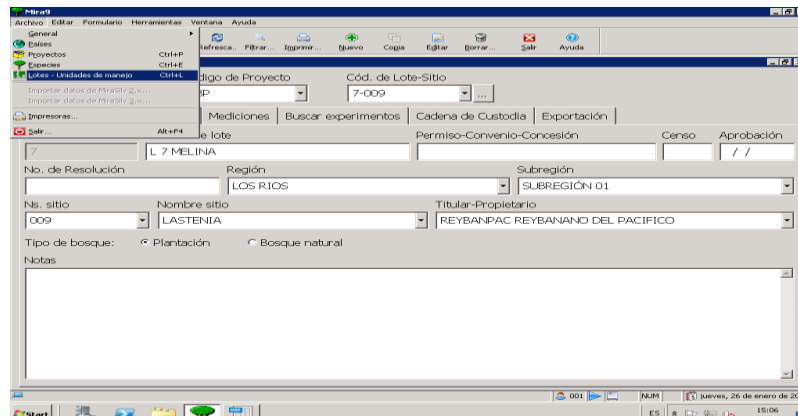 Mira9
Archivo Editar Formulario Herramientas Ventana Ayuda
General
Países
Proyectos Ctrl+P
Especies Ctrl+E
Lotes - Unidades de manejo Ctrl+L
Importar datos de MiraSilv 2.x...
Importar datos de MiraSilv 2.x...
Impresoras...
Salir... Alt+F4
Refresca.. Filtrar... Imprimir... Nuevo Copia Editar Borrar... Salir Ayuda
digo de Proyecto Cód. de Lote-Sitio
BP 7-009 ...
Mediciones Buscar experimentos Cadena de Custodia Exportación
e lote Permiso-Convenio-Concesión Censo Aprobación
7 L 7 MELINA / /
No. de Resolución Región Subregión
LOS RIOS SUBREGIÓN 01
Ns. sitio Nombre sitio Titular-Propietario
009 LASTENIA REYBANPAC REYBANANO DEL PACIFICO
Tipo de bosque: Plantación Bosque natural
Notas
001 NUM jueves, 26 de enero de 20
Start ES 15:06